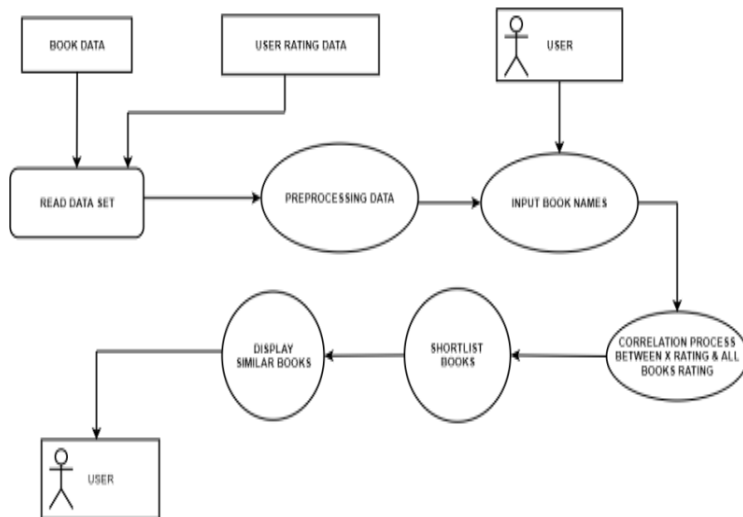 BOOK DATA
USER RATING DATA
USER
READ DATA SET
PREPROCESSING DATA
INPUT BOOK NAMES
CORRELATION PROCESS
BETWEEN X RATING & ALL
BOOKS RATING
SHORTLIST
BOOKS
DISPLAY
SIMILAR BOOKS
USER